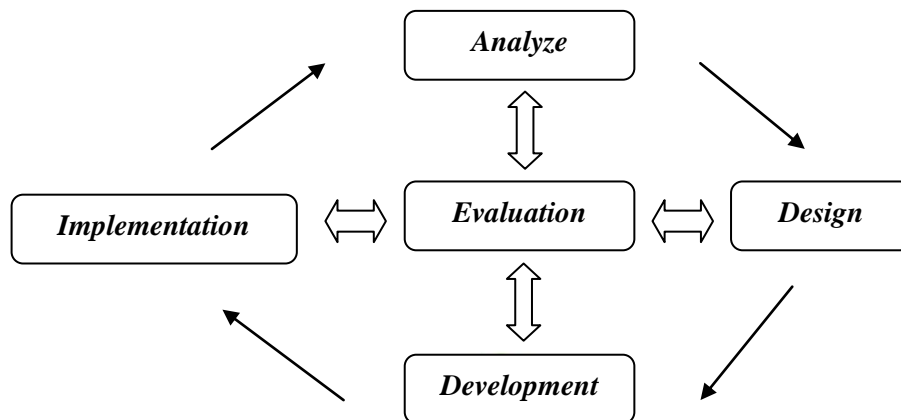 Analyze
Implementation
Evaluation
Design
Development